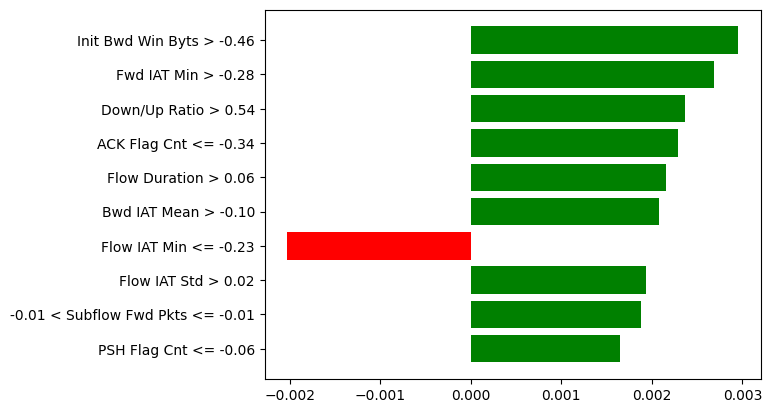 Init Bwd Win Byts > -0.46
Fwd IAT Min > -0.28
Down/Up Ratio > 0.54
ACK Flag Cnt <= -0.34
Flow Duration > 0.06
Bwd IAT Mean > -0.10
Flow IAT Min <= -0.23
Flow IAT Std > 0.02
-0.01 < Subflow Fwd Pkts <= -0.01
PSH Flag Cnt <= -0.06
−0.002 −0.001 0.000 0.001 0.002 0.003